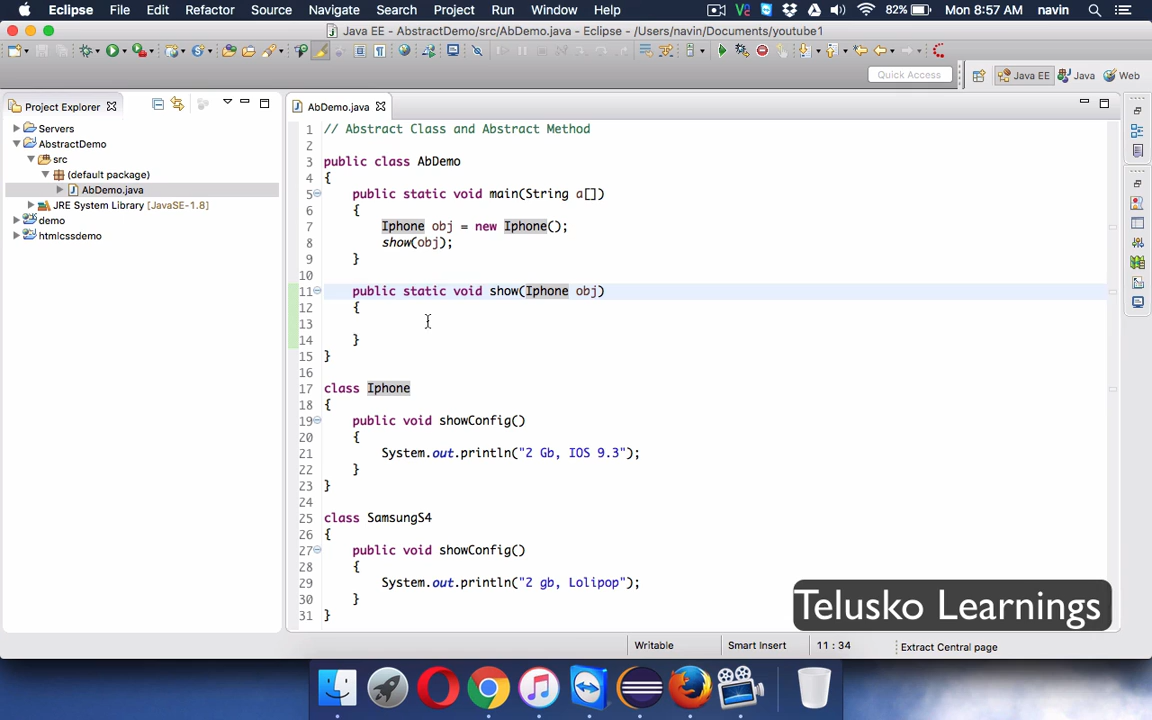 Eclipse File Edit Refactor Source Navigate Search Project Run Window Help 82% Mon 8:57 AM navin
Java EE - AbstractDemo/src/AbDemo.java - Eclipse - /Users/navin/Documents/youtube1
Quick Access Java EE Java Web
Project Explorer
Servers
AbstractDemo
src
(default package)
AbDemo.java
JRE System Library [JavaSE-1.8]
demo
htmlcssdemo
AbDemo.java
1 // Abstract Class and Abstract Method
2
3 public class AbDemo
4 {
5 public static void main(String a[])
6 {
7 Iphone obj = new Iphone();
8 show(obj);
9 }
10
11 public static void show(Iphone obj)
12 {
13
14 }
15 }
16
17 class Iphone
18 {
19 public void showConfig()
20 {
21 System.out.println("2 Gb, IOS 9.3");
22 }
23 }
24
25 class SamsungS4
26 {
27 public void showConfig()
28 {
29 System.out.println("2 gb, Lolipop");
30 }
31 }
Telusko Learnings
Writable Smart Insert 11 : 34 Extract Central page